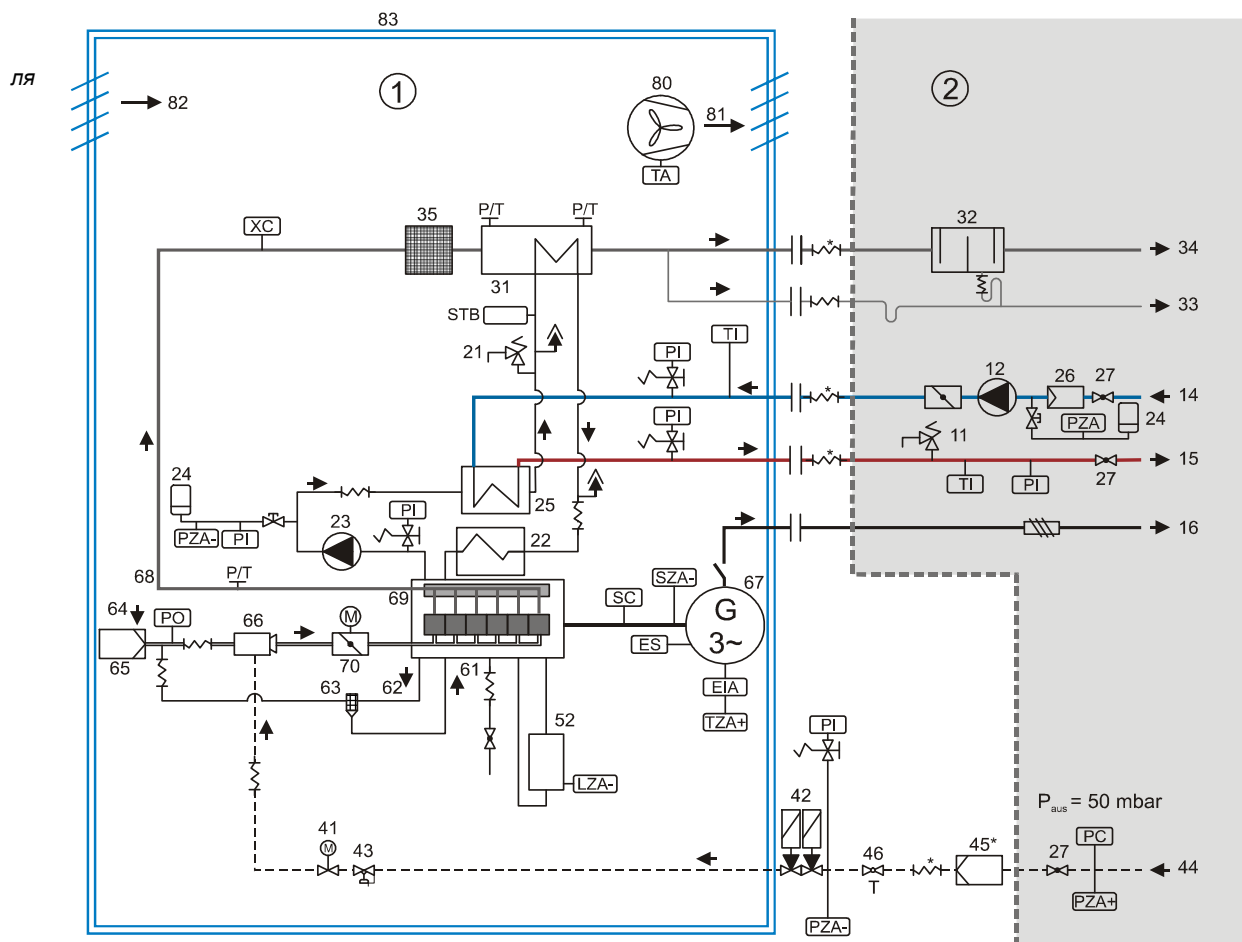 83
ля
82
1
80
81
TA
2
XC
35
P/T
P/T
31
32
34
33
STB
21
PI
TI
12
26
27
14
PZA
24
PI
11
15
TI
PI
27
24
PZA-
PI
23
PI
25
22
16
68
P/T
69
SZA-
67
SC
G
3~
ES
EIA
TZA+
64
PO
66
M
65
70
63
62
61
52
LZA-
PI
42
P aus = 50 mbar
41
M
43
46
*
45*
27
PC
44
T
PZA+
PZA-
*
*
*